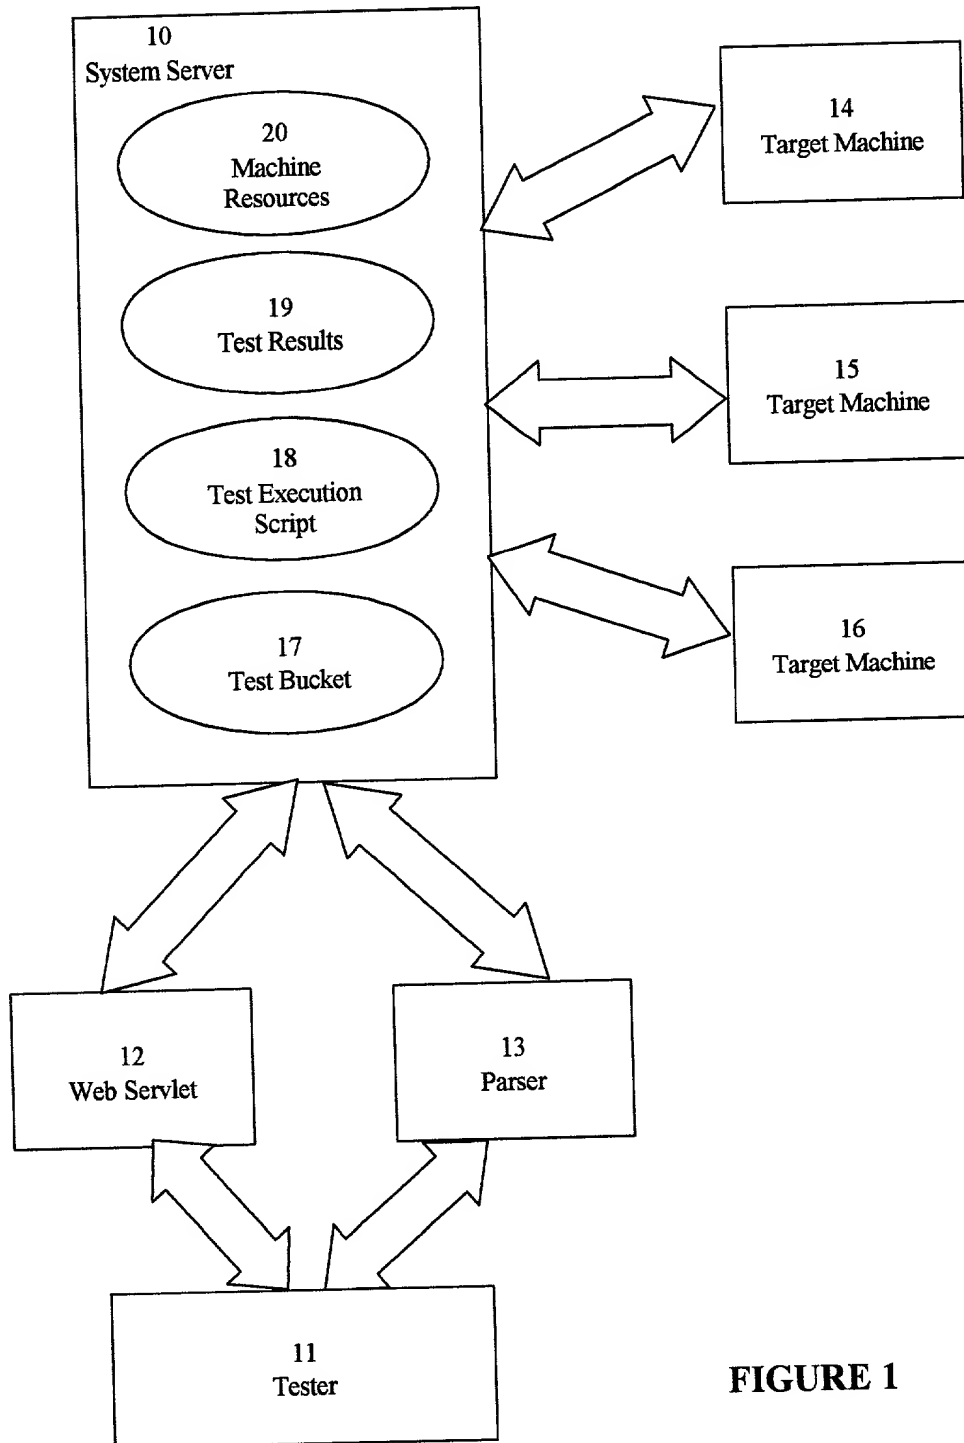 10
System Server
20
Machine
Resources
19
Test Results
18
Test Execution
Script
17
Test Bucket
14
Target Machine
15
Target Machine
16
Target Machine
12
Web Servlet
13
Parser
11
Tester
FIGURE 1